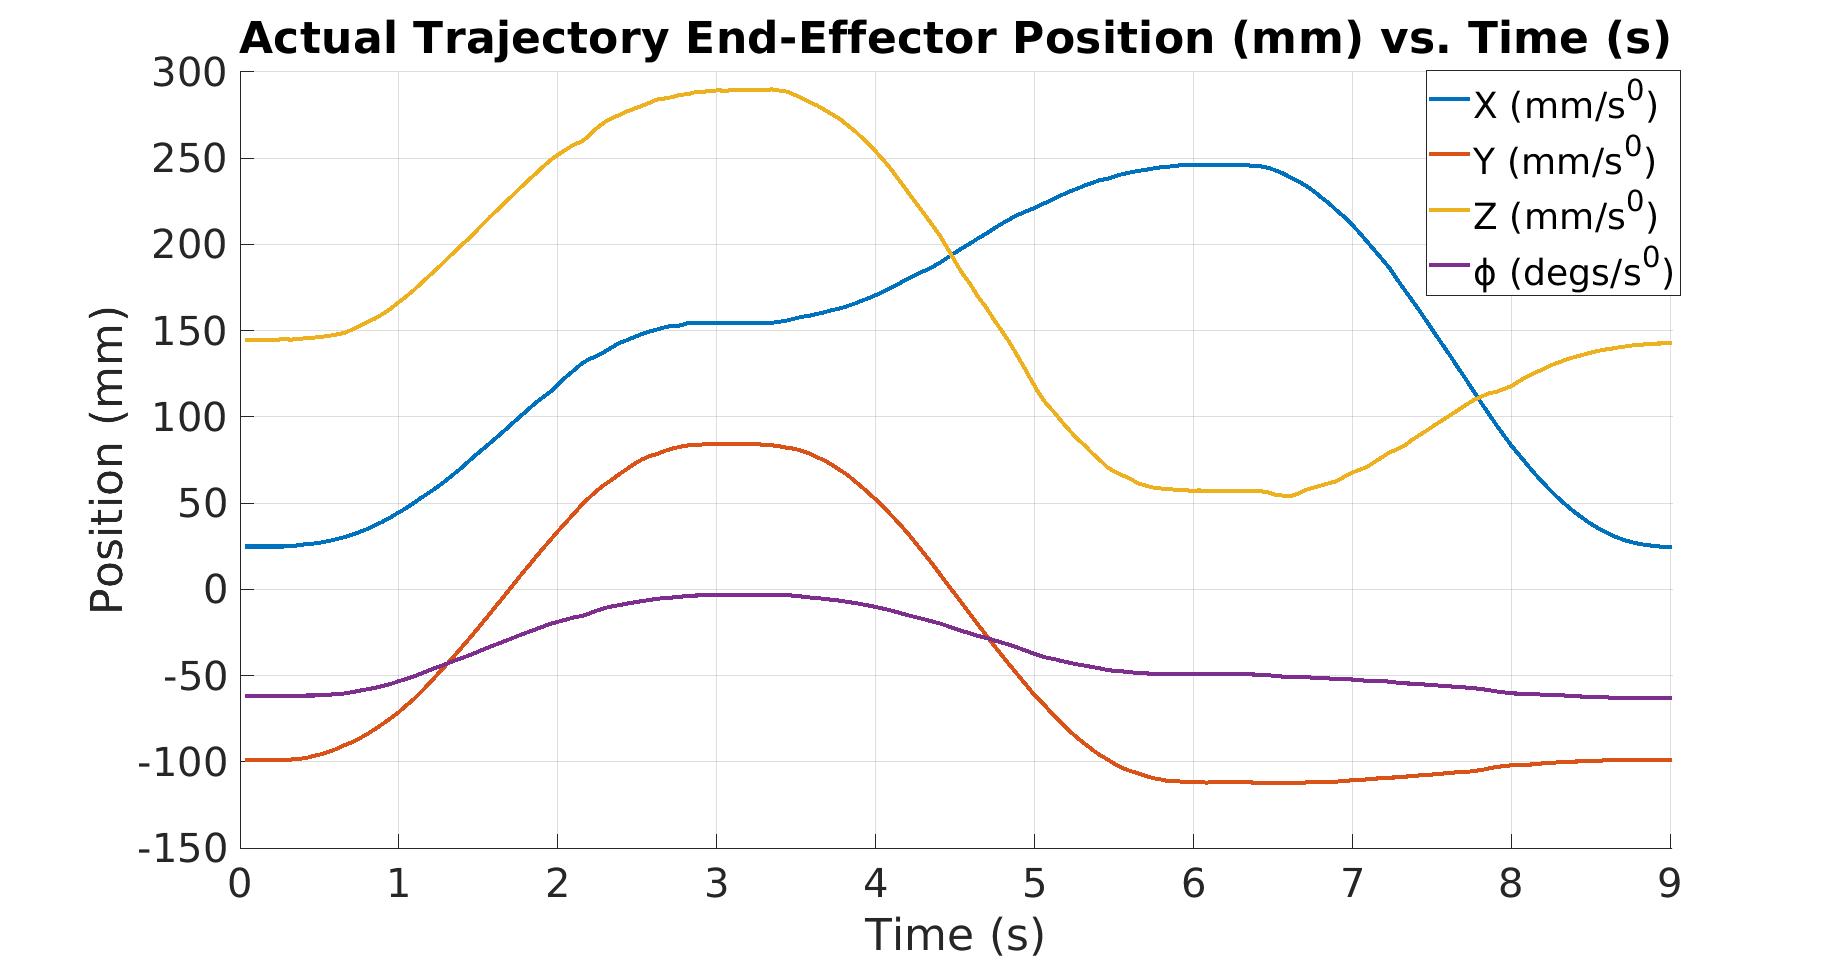 Actual Trajectory End-Effector Position (mm) vs. Time (s)
300
250
200
150
100
50
0
-50
-100
-150
Position (mm)
X (mm/s⁰)
Y (mm/s⁰)
Z (mm/s⁰)
ϕ (degs/s⁰)
0 1 2 3 4 5 6 7 8 9
Time (s)